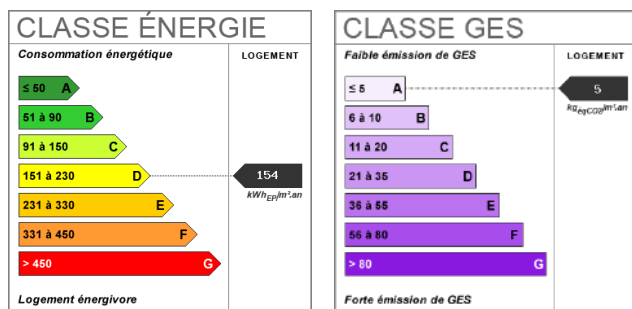 CLASSE ÉNERGIE
Consommation énergétique
LOGEMENT
≤ 50 A
51 à 90 B
91 à 150 C
151 à 230 D
154
kWhEP/m².an
231 à 330 E
331 à 450 F
> 450 G
Logement énergivore
CLASSE GES
Faible émission de GES
LOGEMENT
≤ 5 A
5
kgéqCO2/m².an
6 à 10 B
11 à 20 C
21 à 35 D
36 à 55 E
56 à 80 F
> 80 G
Forte émission de GES